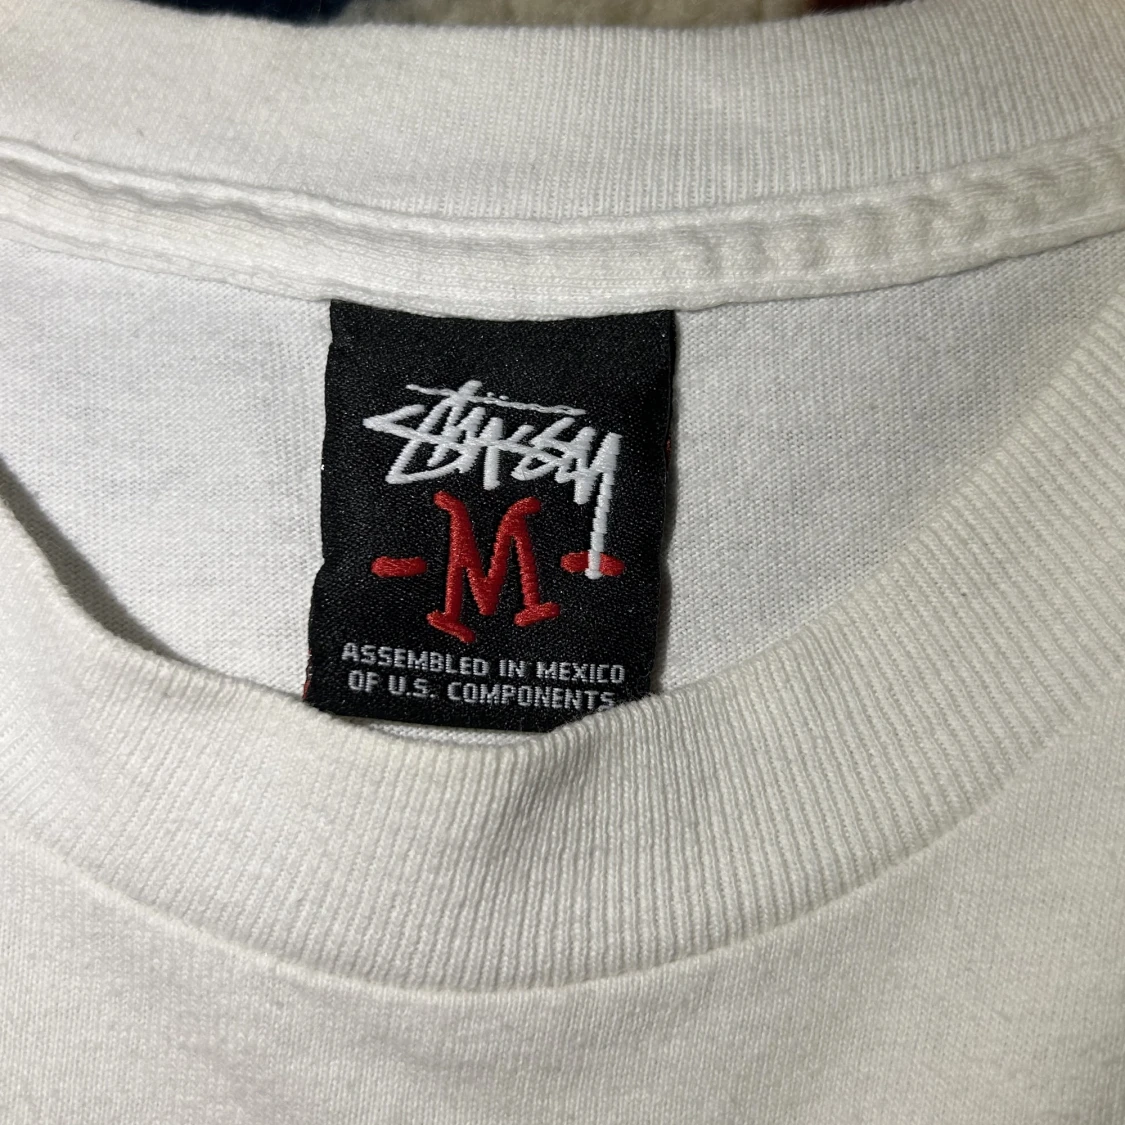 Stüssy
- M -
ASSEMBLED IN MEXICO
OF U.S. COMPONENTS